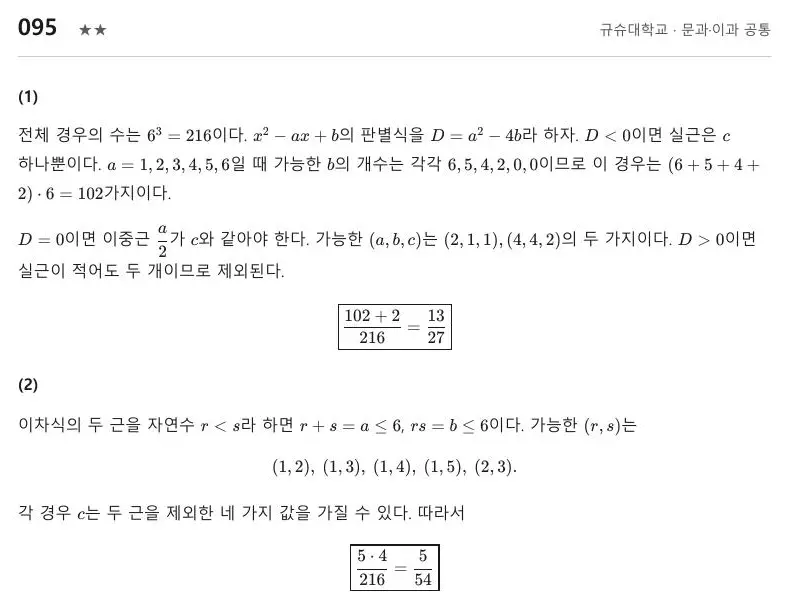 095 ★★
규슈대학교 · 문과·이과 공통
(1)
전체 경우의 수는 6³ = 216이다. x² − ax + b의 판별식을 D = a² − 4b라 하자. D < 0이면 실근은 c
하나뿐이다. a = 1, 2, 3, 4, 5, 6일 때 가능한 b의 개수는 각각 6, 5, 4, 2, 0, 0이므로 이 경우는 (6 + 5 + 4 +
2) · 6 = 102가지이다.
D = 0이면 이중근 a/2가 c와 같아야 한다. 가능한 (a, b, c)는 (2, 1, 1), (4, 4, 2)의 두 가지이다. D > 0이면
실근이 적어도 두 개이므로 제외된다.
(102 + 2)/216 = 13/27
(2)
이차식의 두 근을 자연수 r < s라 하면 r + s = a ≤ 6, rs = b ≤ 6이다. 가능한 (r, s)는
(1, 2), (1, 3), (1, 4), (1, 5), (2, 3).
각 경우 c는 두 근을 제외한 네 가지 값을 가질 수 있다. 따라서
(5 · 4)/216 = 5/54